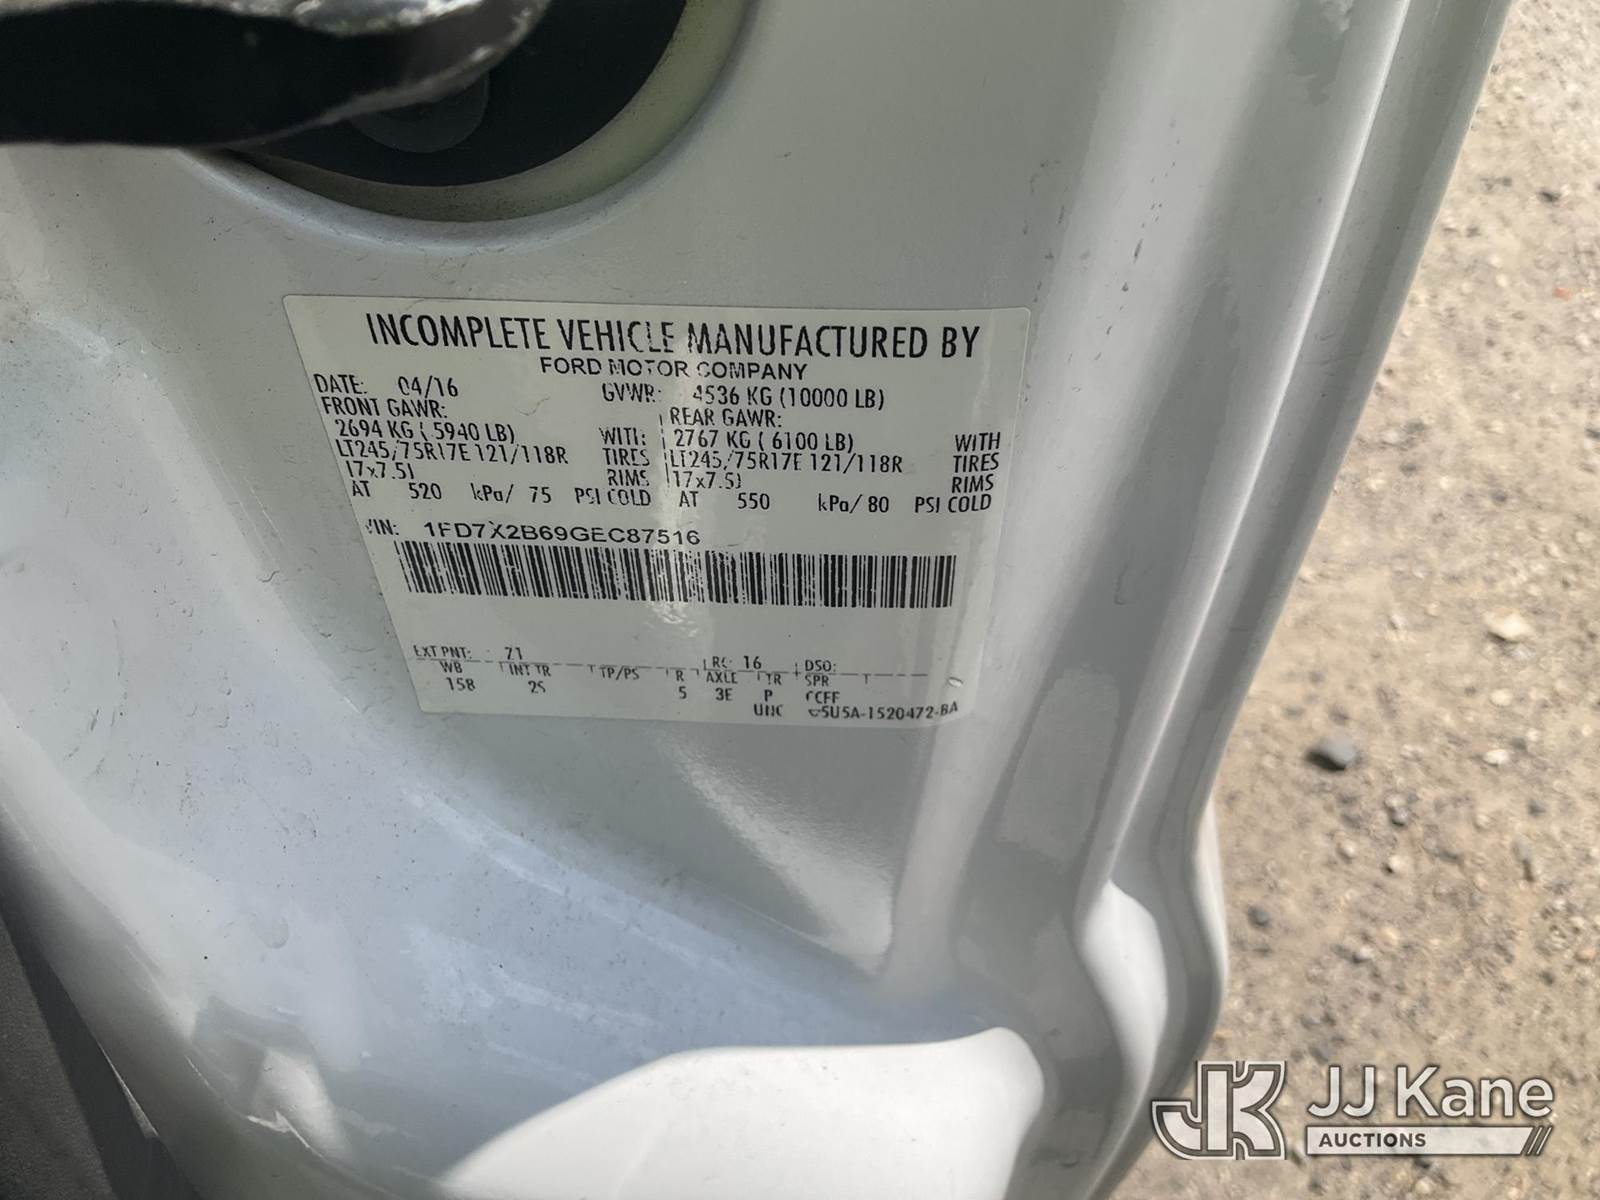 INCOMPLETE VEHICLE MANUFACTURED BY
FORD MOTOR COMPANY
DATE: 04/16 GVWR: 4536 KG (10000 LB)
FRONT GAWR: REAR GAWR:
2694 KG ( 5940 LB) WITH 2767 KG ( 6100 LB) WITH
LT245/75R17E 121/118R TIRES LT245/75R17E 121/118R TIRES
17x7.5J RIMS 17x7.5J RIMS
AT 520 kPa/ 75 PSI COLD AT 550 kPa/ 80 PSI COLD
VIN: 1FD7X2B69GEC87516
EXT PNT: Z1 RC: 16 DSO:
WB INT TR TP/PS R AXLE TR SPR
158 2S 5 3E P CCFF
UNC 5U5A-1520472-BA
JK JJ Kane
AUCTIONS